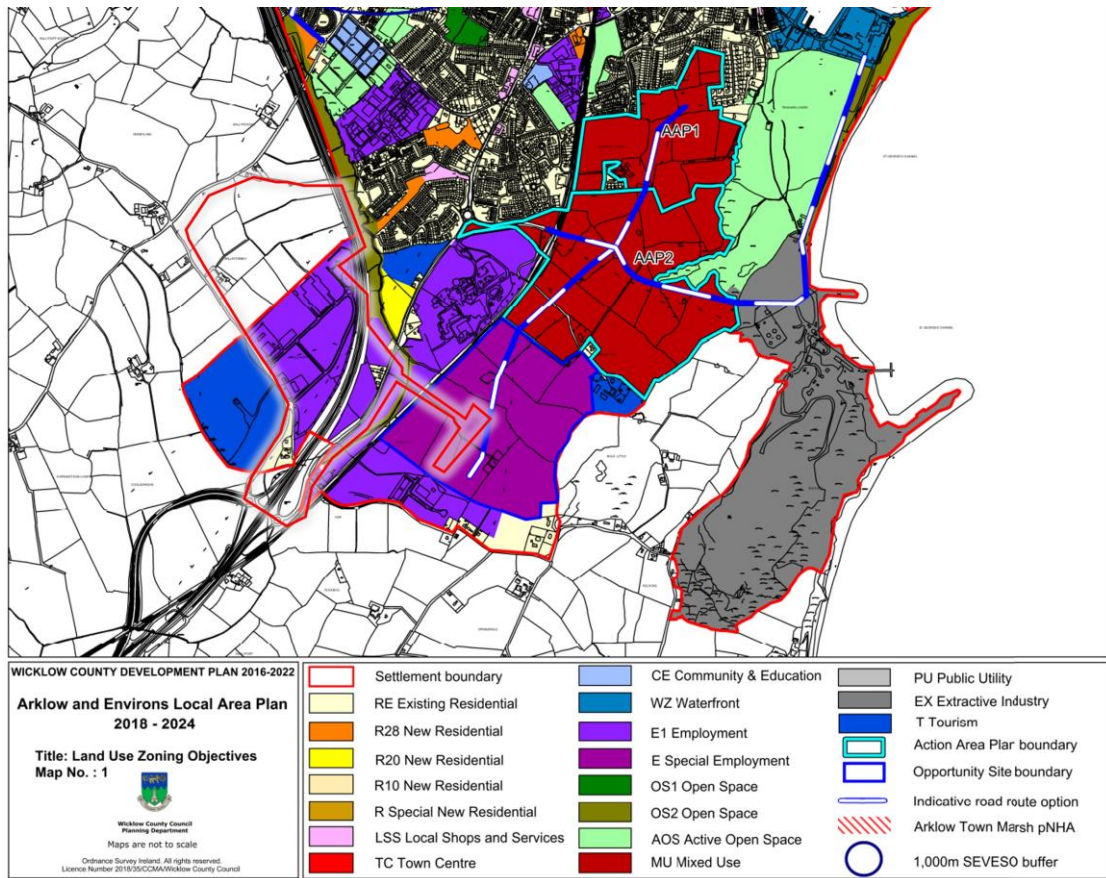 AAP1
AAP2
WICKLOW COUNTY DEVELOPMENT PLAN 2016-2022
Arklow and Environs Local Area Plan
2018 - 2024
Title: Land Use Zoning Objectives
Map No. : 1
Wicklow County Council
Planning Department
Maps are not to scale
Ordnance Survey Ireland. All rights reserved.
Licence Number 2018/35/CCMA/Wicklow County Council
Settlement boundary
RE Existing Residential
R28 New Residential
R20 New Residential
R10 New Residential
R Special New Residential
LSS Local Shops and Services
TC Town Centre
CE Community & Education
WZ Waterfront
E1 Employment
E Special Employment
OS1 Open Space
OS2 Open Space
AOS Active Open Space
MU Mixed Use
PU Public Utility
EX Extractive Industry
T Tourism
Action Area Plan boundary
Opportunity Site boundary
Indicative road route option
Arklow Town Marsh pNHA
1,000m SEVESO buffer